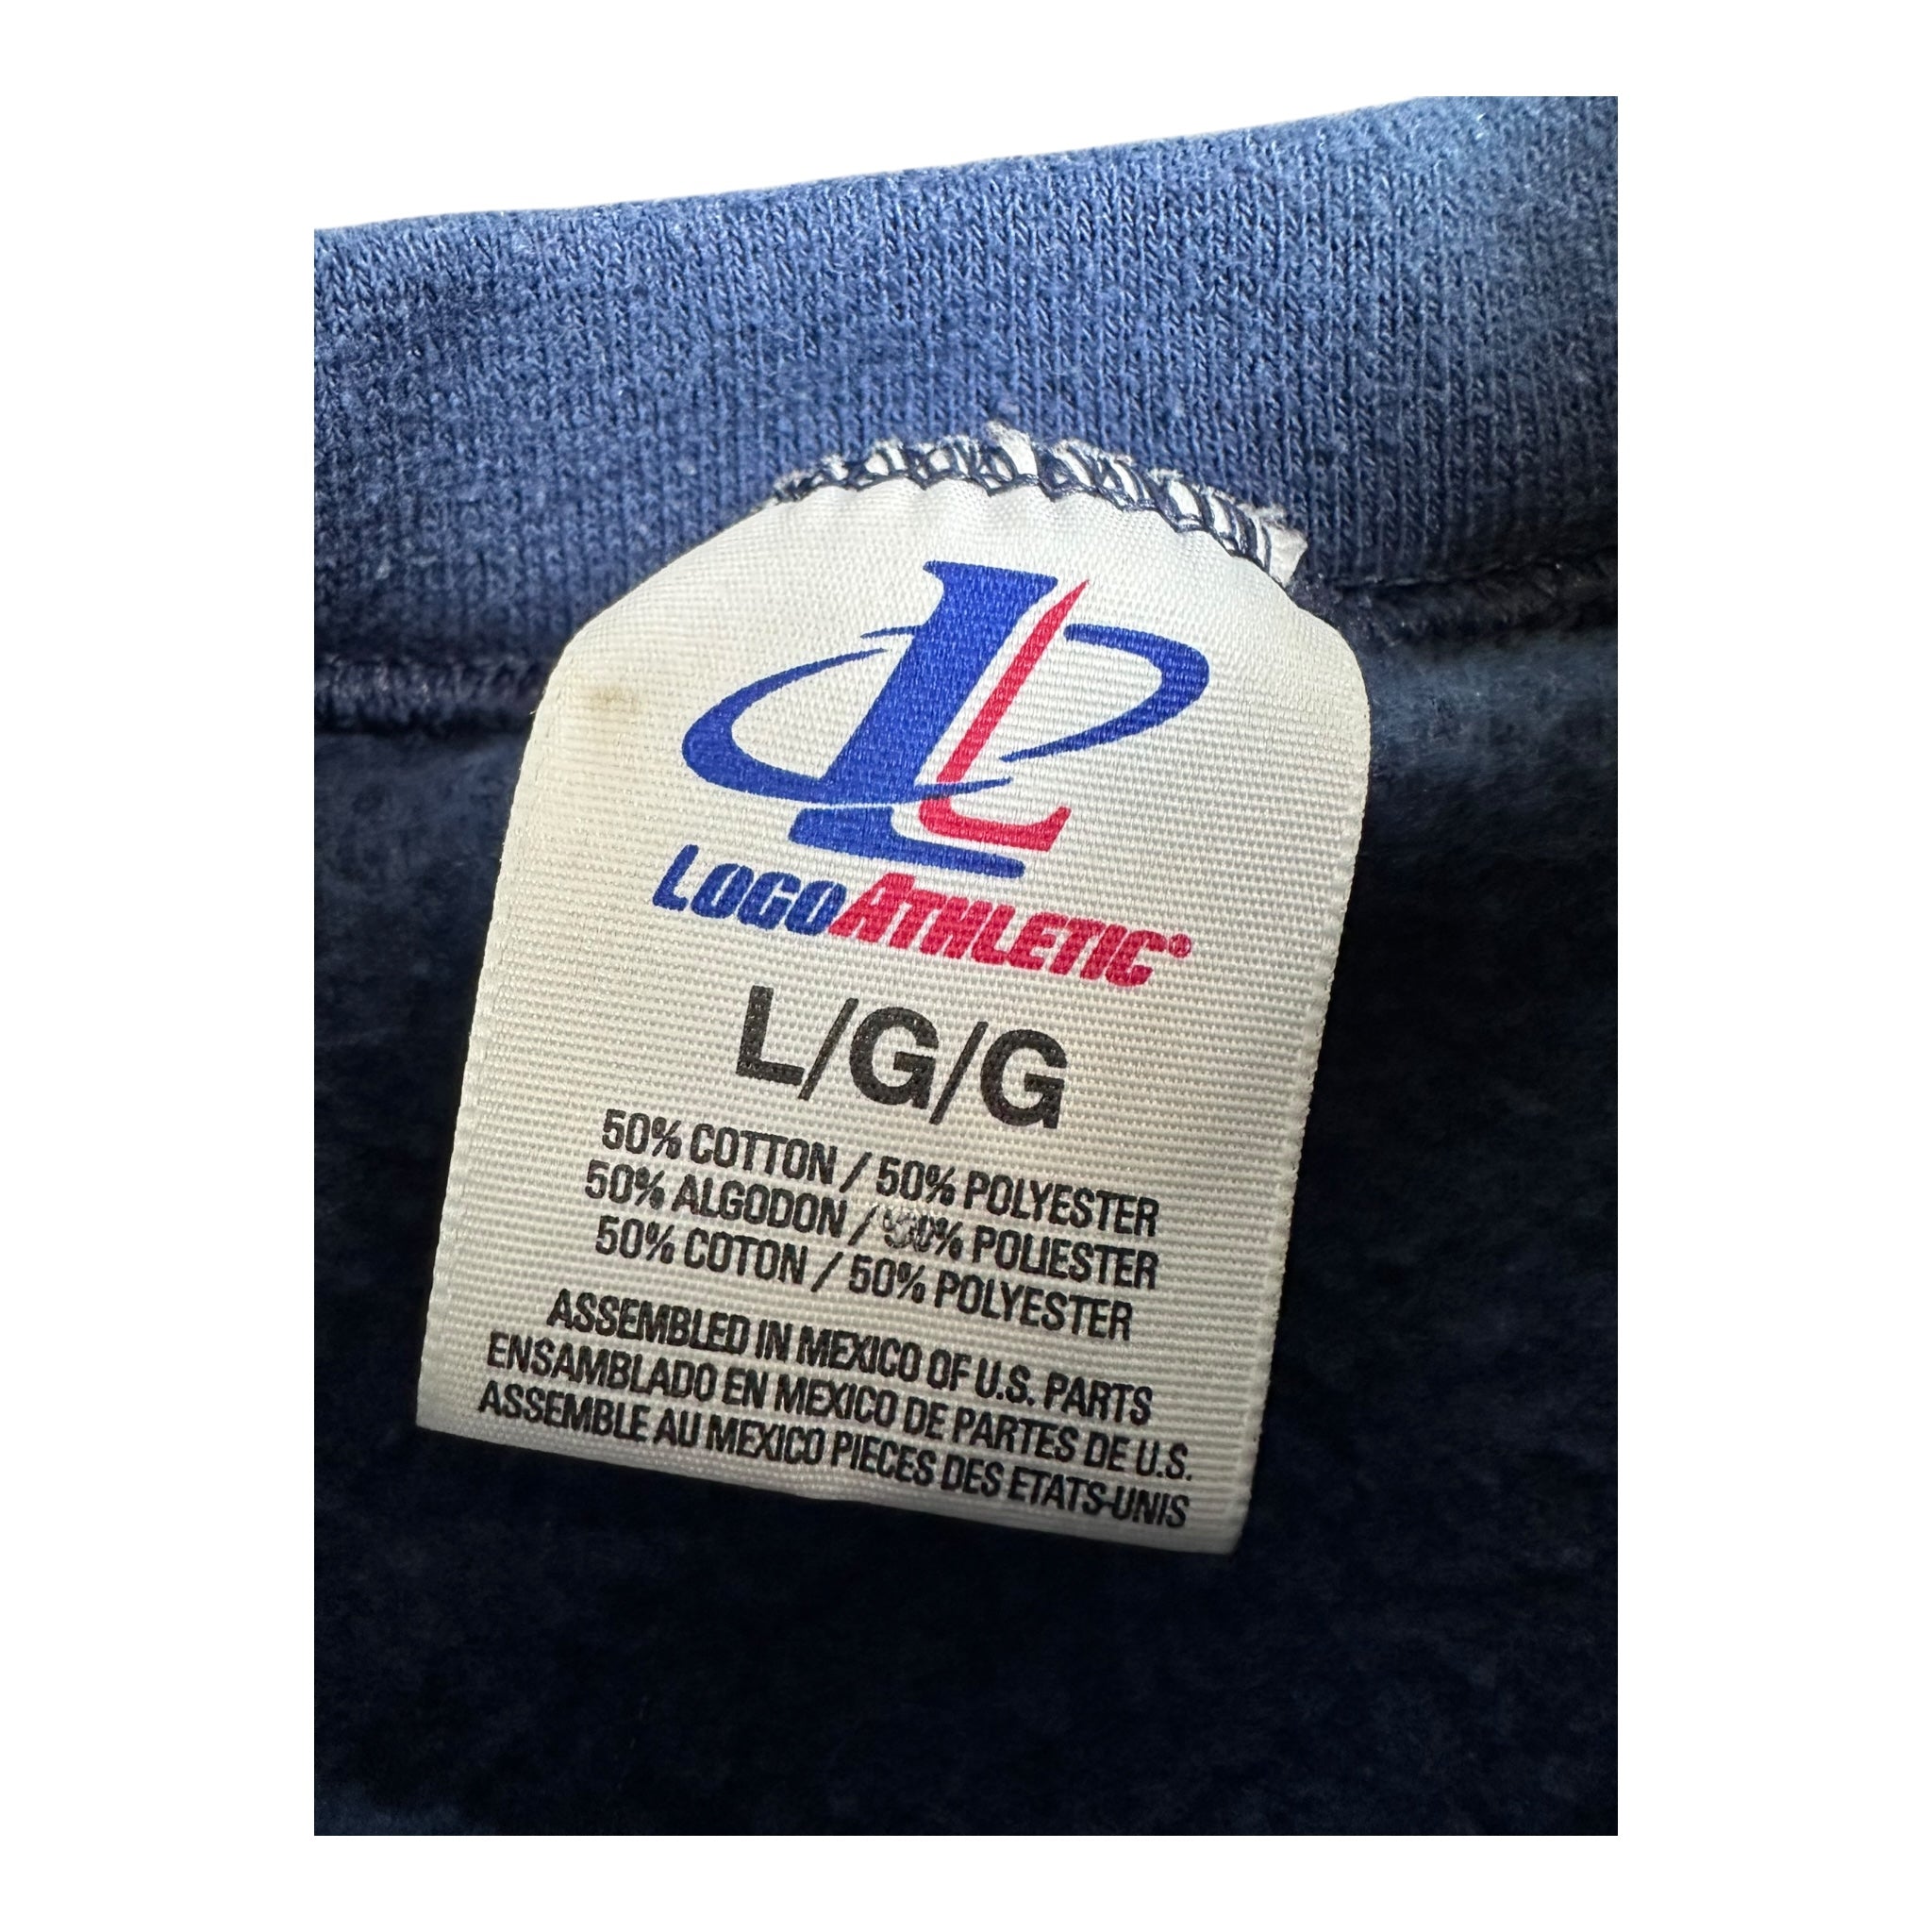 LOGO ATHLETIC®
L/G/G
50% COTTON / 50% POLYESTER
50% ALGODON / 50% POLIESTER
50% COTON / 50% POLYESTER
ASSEMBLED IN MEXICO OF U.S. PARTS
ENSAMBLADO EN MEXICO DE PARTES DE U.S.
ASSEMBLE AU MEXICO PIECES DES ETATS-UNIS